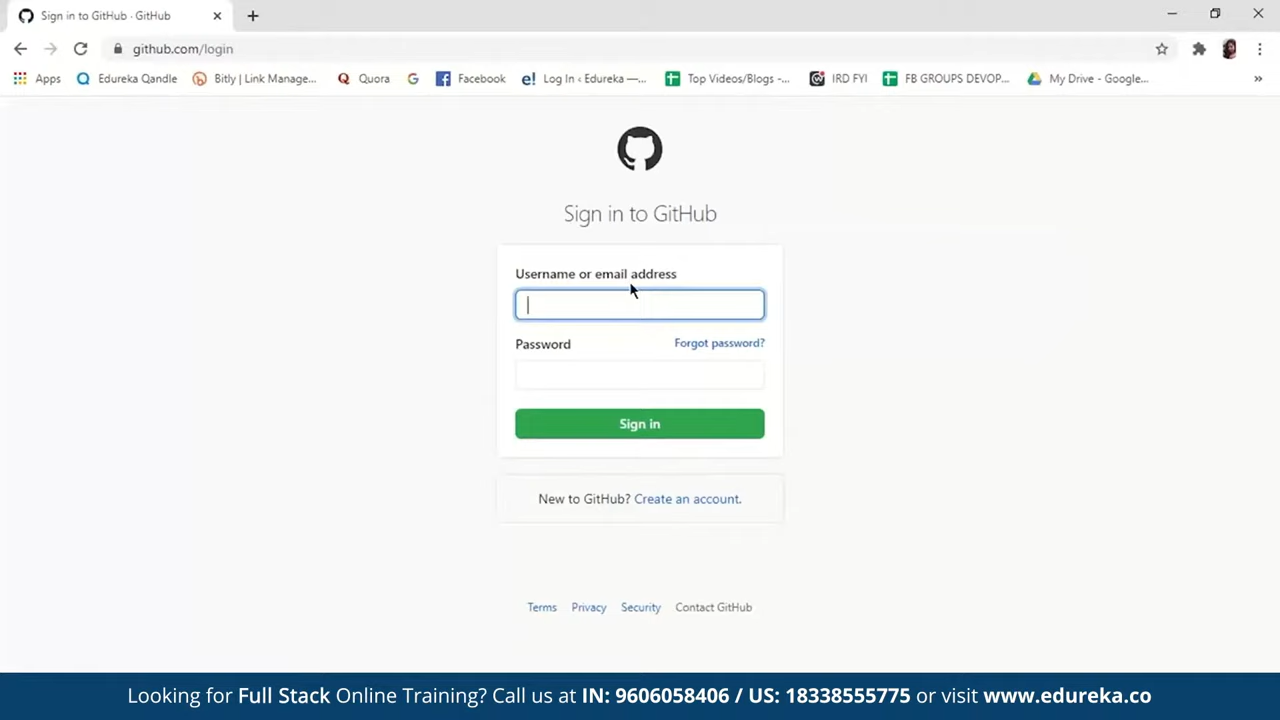 Sign in to GitHub · GitHub
github.com/login
Apps Edureka Qandle Bitly | Link Manage... Quora Facebook Log In ‹ Edureka —... Top Videos/Blogs -... IRD FYI FB GROUPS DEVOP... My Drive - Google... »
Sign in to GitHub
Username or email address
Password Forgot password?
Sign in
New to GitHub? Create an account.
Terms Privacy Security Contact GitHub
Looking for Full Stack Online Training? Call us at IN: 9606058406 / US: 18338555775 or visit www.edureka.co